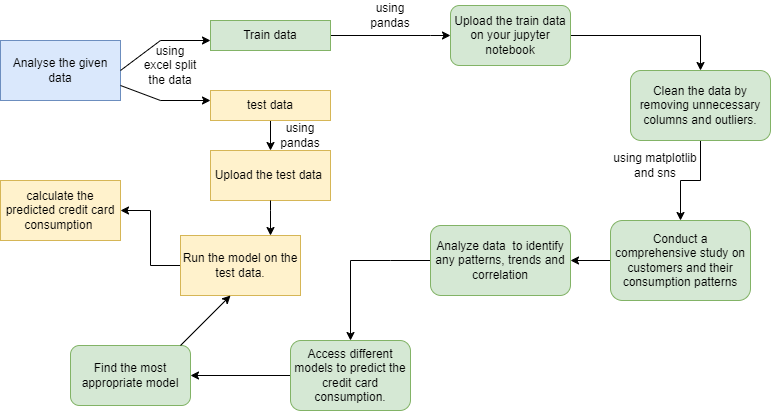 Analyse the given
data
using
excel split
the data
Train data
using
pandas
Upload the train data
on your jupyter
notebook
Clean the data by
removing unnecessary
columns and outliers.
using matplotlib
and sns
Conduct a
comprehensive study on
customers and their
consumption patterns
Analyze data  to identify
any patterns, trends and
correlation
Access different
models to predict the
credit card
consumption.
Find the most
appropriate model
test data
using
pandas
Upload the test data
Run the model on the
test data.
calculate the
predicted credit card
consumption